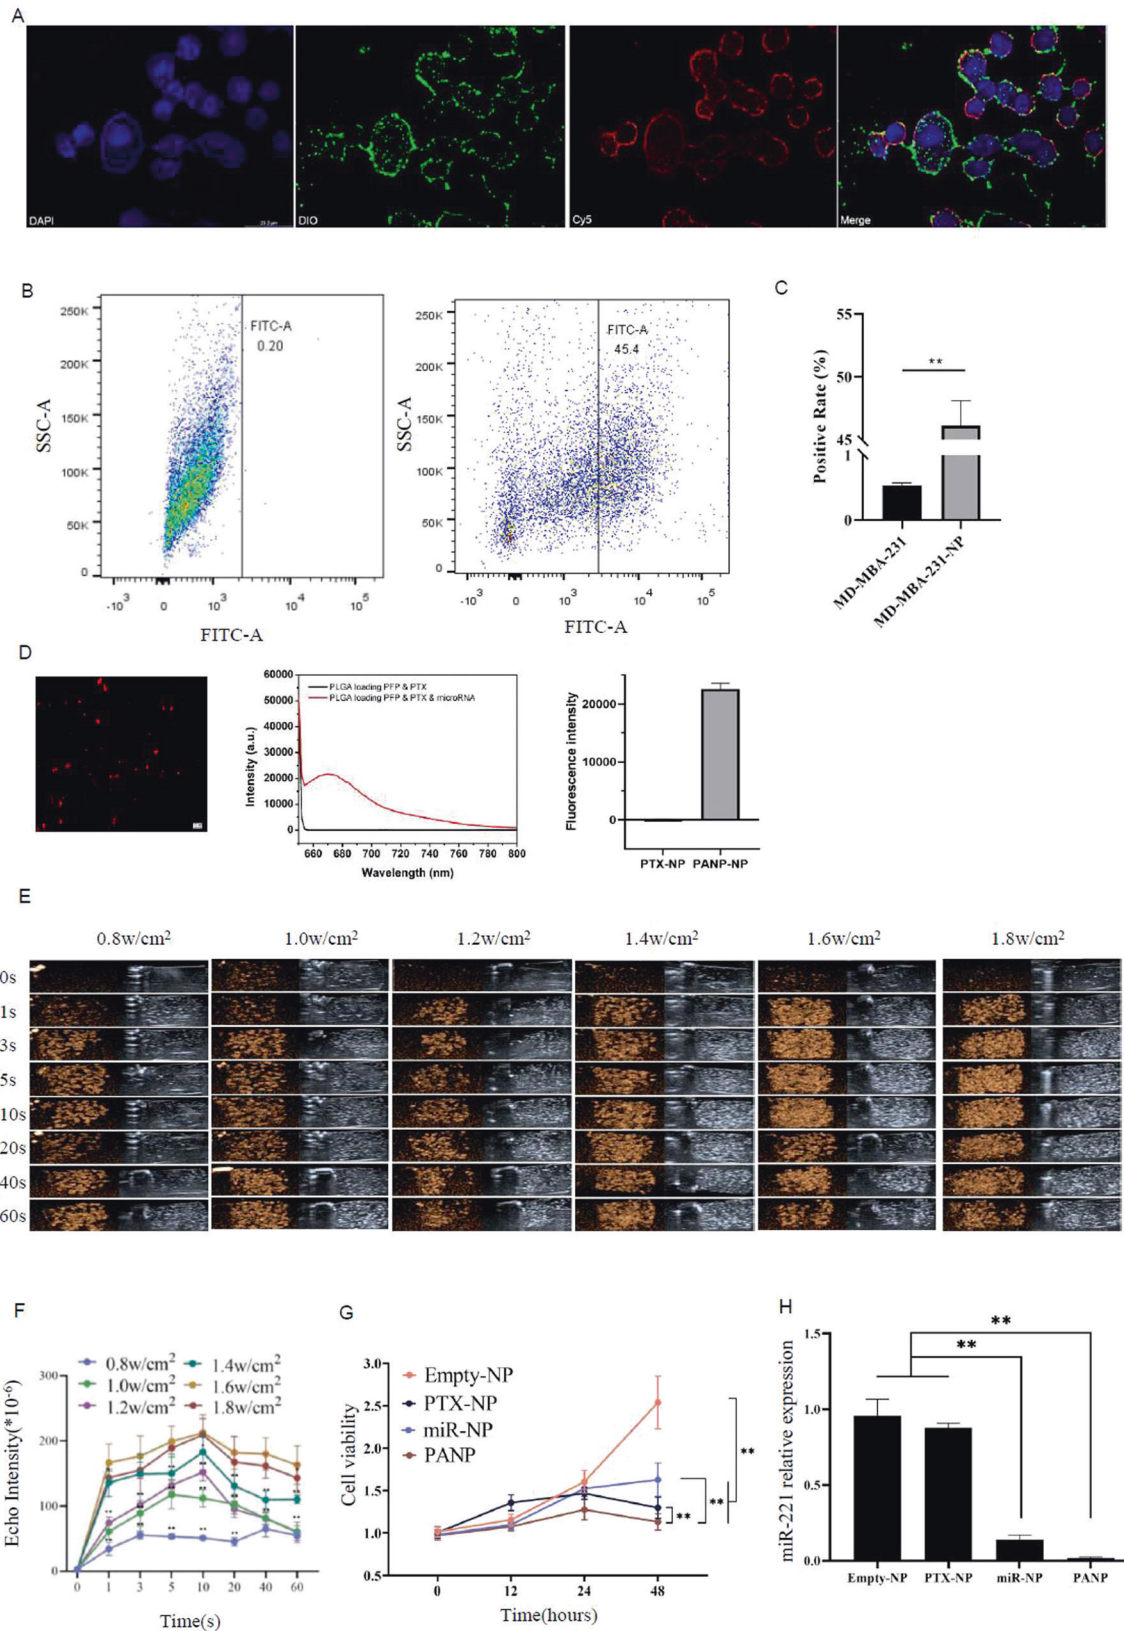 A
DAPI
DIO
Cy5
Merge
B
250K
200K
150K
100K
50K
0
SSC-A
FITC-A
0.20
-10³ 0 10³ 10⁴ 10⁵
FITC-A
250K
200K
150K
100K
50K
0
SSC-A
FITC-A
45.4
-10³ 0 10³ 10⁴ 10⁵
FITC-A
C
Positive Rate (%)
55
50
45
1
0
**
MD-MBA-231
MD-MBA-231-NP
D
60000
50000
40000
30000
20000
10000
0
Intensity (a.u.)
PLGA loading PFP & PTX
PLGA loading PFP & PTX & microRNA
660 680 700 720 740 760 780 800
Wavelength (nm)
Fluorescence intensity
20000
10000
0
PTX-NP PANP-NP
E
0.8w/cm² 1.0w/cm² 1.2w/cm² 1.4w/cm² 1.6w/cm² 1.8w/cm²
0s
1s
3s
5s
10s
20s
40s
60s
F
0.8w/cm² 1.4w/cm²
1.0w/cm² 1.6w/cm²
1.2w/cm² 1.8w/cm²
Echo Intensity(*10⁻⁶)
300
200
100
0
0 1 3 5 10 20 40 60
Time(s)
G
Cell viability
3.0
2.5
2.0
1.5
1.0
0.5
Empty-NP
PTX-NP
miR-NP
PANP
**
**
**
0 12 24 48
Time(hours)
H
miR-221 relative expression
1.5
1.0
0.5
0.0
**
**
Empty-NP PTX-NP miR-NP PANP